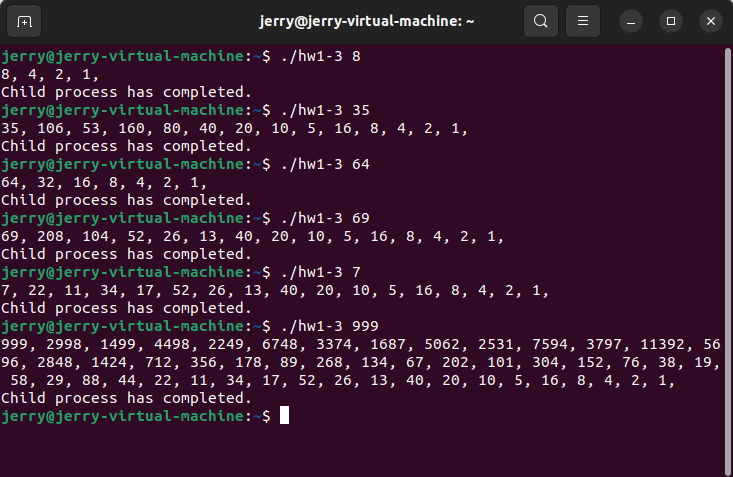 jerry@jerry-virtual-machine: ~
jerry@jerry-virtual-machine:~$ ./hw1-3 8
8, 4, 2, 1,
Child process has completed.
jerry@jerry-virtual-machine:~$ ./hw1-3 35
35, 106, 53, 160, 80, 40, 20, 10, 5, 16, 8, 4, 2, 1,
Child process has completed.
jerry@jerry-virtual-machine:~$ ./hw1-3 64
64, 32, 16, 8, 4, 2, 1,
Child process has completed.
jerry@jerry-virtual-machine:~$ ./hw1-3 69
69, 208, 104, 52, 26, 13, 40, 20, 10, 5, 16, 8, 4, 2, 1,
Child process has completed.
jerry@jerry-virtual-machine:~$ ./hw1-3 7
7, 22, 11, 34, 17, 52, 26, 13, 40, 20, 10, 5, 16, 8, 4, 2, 1,
Child process has completed.
jerry@jerry-virtual-machine:~$ ./hw1-3 999
999, 2998, 1499, 4498, 2249, 6748, 3374, 1687, 5062, 2531, 7594, 3797, 11392, 56
96, 2848, 1424, 712, 356, 178, 89, 268, 134, 67, 202, 101, 304, 152, 76, 38, 19,
58, 29, 88, 44, 22, 11, 34, 17, 52, 26, 13, 40, 20, 10, 5, 16, 8, 4, 2, 1,
Child process has completed.
jerry@jerry-virtual-machine:~$